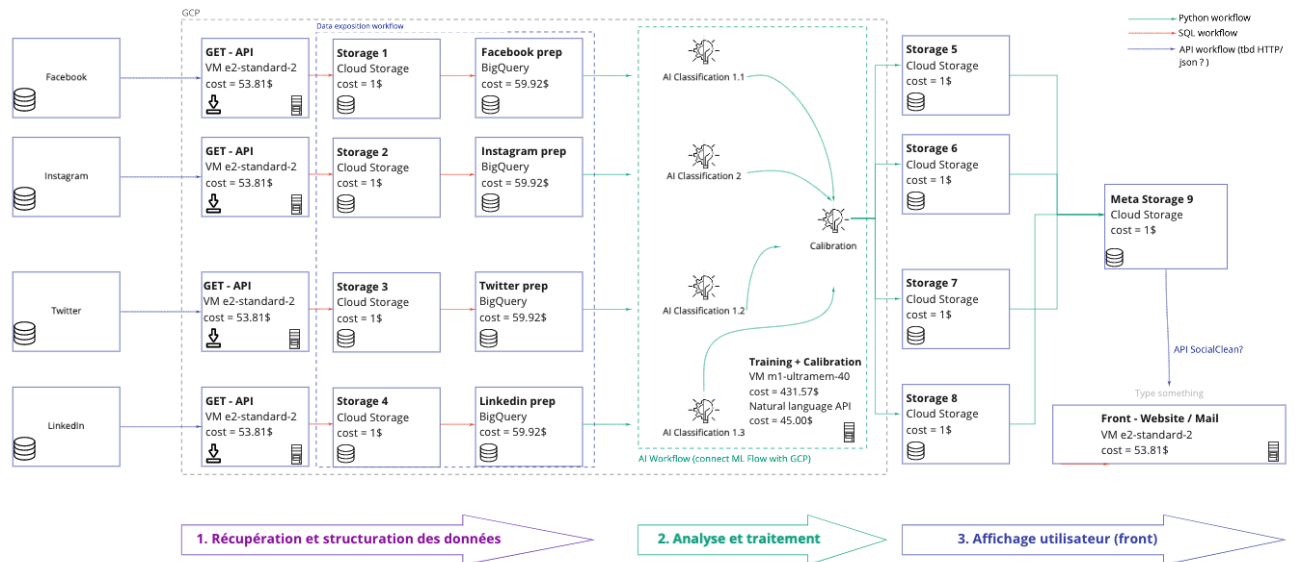 GCP
Data exposition workflow
Python workflow
SQL workflow
API workflow (tbd HTTP/
json ? )
Facebook
GET - API
VM e2-standard-2
cost = 53.81$
Storage 1
Cloud Storage
cost = 1$
Facebook prep
BigQuery
cost = 59.92$
AI Classification 1.1
Storage 5
Cloud Storage
cost = 1$
Instagram
GET - API
VM e2-standard-2
cost = 53.81$
Storage 2
Cloud Storage
cost = 1$
Instagram prep
BigQuery
cost = 59.92$
AI Classification 2
Storage 6
Cloud Storage
cost = 1$
Calibration
Meta Storage 9
Cloud Storage
cost = 1$
Twitter
GET - API
VM e2-standard-2
cost = 53.81$
Storage 3
Cloud Storage
cost = 1$
Twitter prep
BigQuery
cost = 59.92$
AI Classification 1.2
Storage 7
Cloud Storage
cost = 1$
API SocialClean?
Training + Calibration
VM m1-ultramem-40
cost = 431.57$
Natural language API
cost = 45.00$
LinkedIn
GET - API
VM e2-standard-2
cost = 53.81$
Storage 4
Cloud Storage
cost = 1$
Linkedin prep
BigQuery
cost = 59.92$
AI Classification 1.3
Storage 8
Cloud Storage
cost = 1$
Type something
Front - Website / Mail
VM e2-standard-2
cost = 53.81$
AI Workflow (connect ML Flow with GCP)
1. Récupération et structuration des données
2. Analyse et traitement
3. Affichage utilisateur (front)